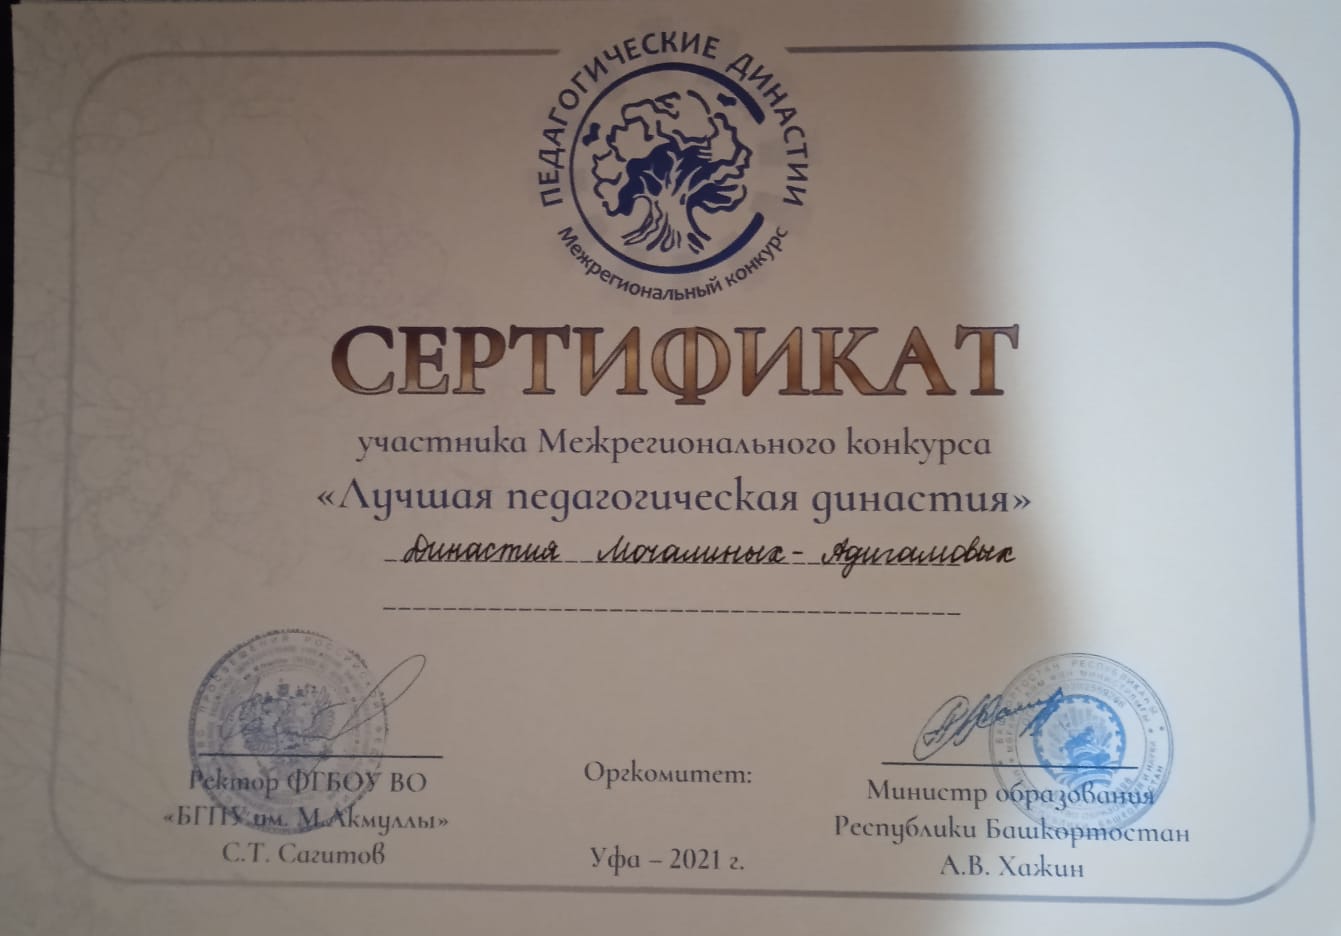 ПЕДАГОГИЧЕСКИЕ ДИНАСТИИ
Межрегиональный конкурс
СЕРТИФИКАТ
участника Межрегионального конкурса
«Лучшая педагогическая династия»
Династия Мочалиных - Адигамовых
Ректор ФГБОУ ВО
«БГПУ им. М.Акмуллы»
С.Т. Сагитов
Оргкомитет:
Уфа – 2021 г.
Министр образования
Республики Башкортостан
А.В. Хажин